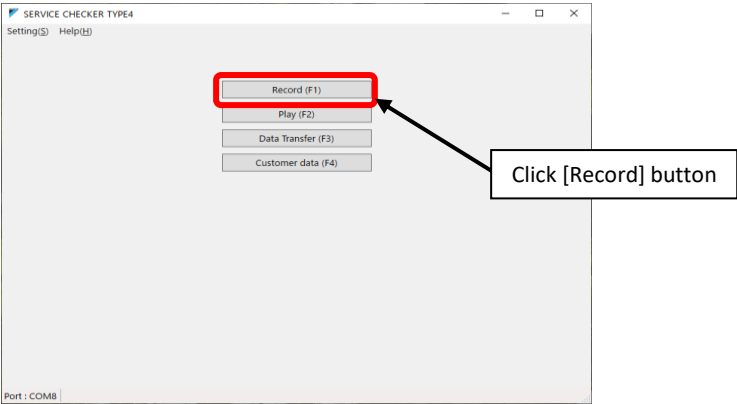 SERVICE CHECKER TYPE4
Setting(S) Help(H)
Record (F1)
Play (F2)
Data Transfer (F3)
Customer data (F4)
Click [Record] button
Port : COM8